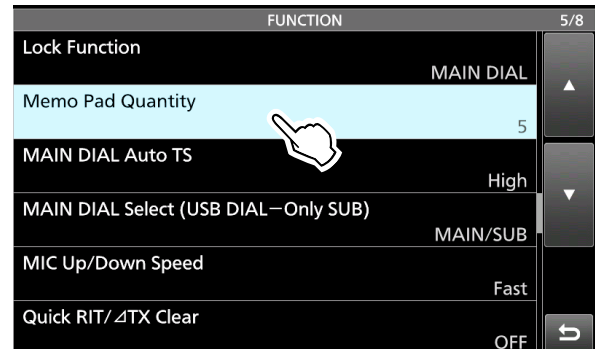 FUNCTION 5/8
Lock Function
MAIN DIAL
Memo Pad Quantity
5
MAIN DIAL Auto TS
High
MAIN DIAL Select (USB DIAL−Only SUB)
MAIN/SUB
MIC Up/Down Speed
Fast
Quick RIT/⊿TX Clear
OFF